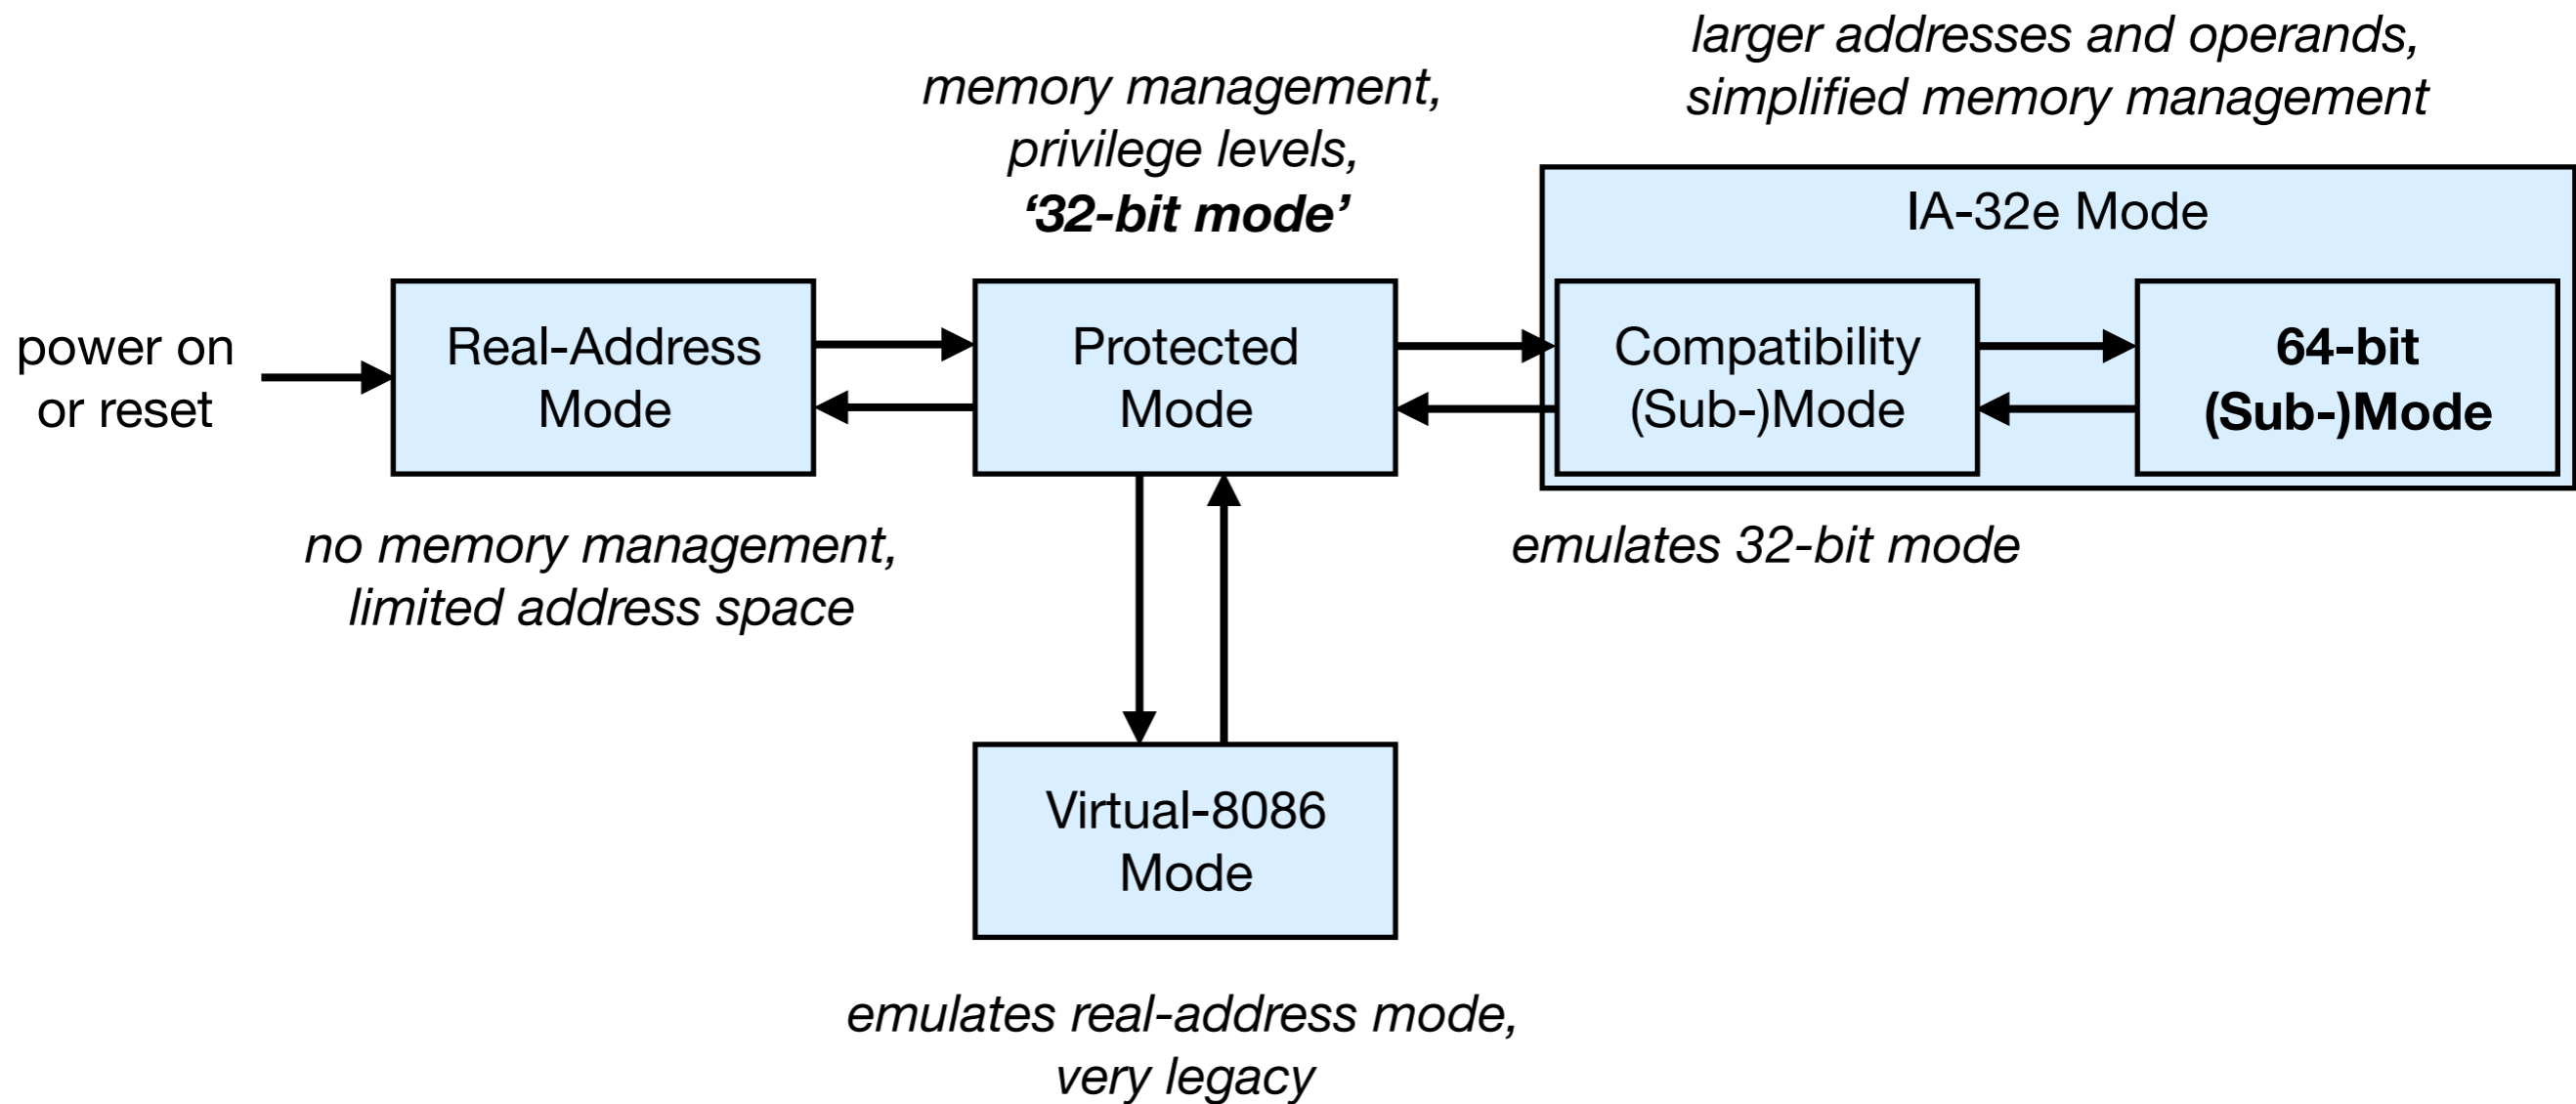 larger addresses and operands,
simplified memory management
memory management,
privilege levels,
‘32-bit mode’
IA-32e Mode
power on
or reset
Real-Address
Mode
Protected
Mode
Compatibility
(Sub-)Mode
64-bit
(Sub-)Mode
no memory management,
limited address space
emulates 32-bit mode
Virtual-8086
Mode
emulates real-address mode,
very legacy